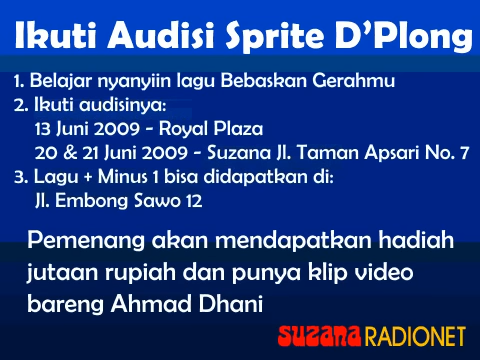 Ikuti Audisi Sprite D'Plong
1. Belajar nyanyiin lagu Bebaskan Gerahmu
2. Ikuti audisinya:
13 Juni 2009 - Royal Plaza
20 & 21 Juni 2009 - Suzana Jl. Taman Apsari No. 7
3. Lagu + Minus 1 bisa didapatkan di:
Jl. Embong Sawo 12
Pemenang akan mendapatkan hadiah
jutaan rupiah dan punya klip video
bareng Ahmad Dhani
suzana RADIONET